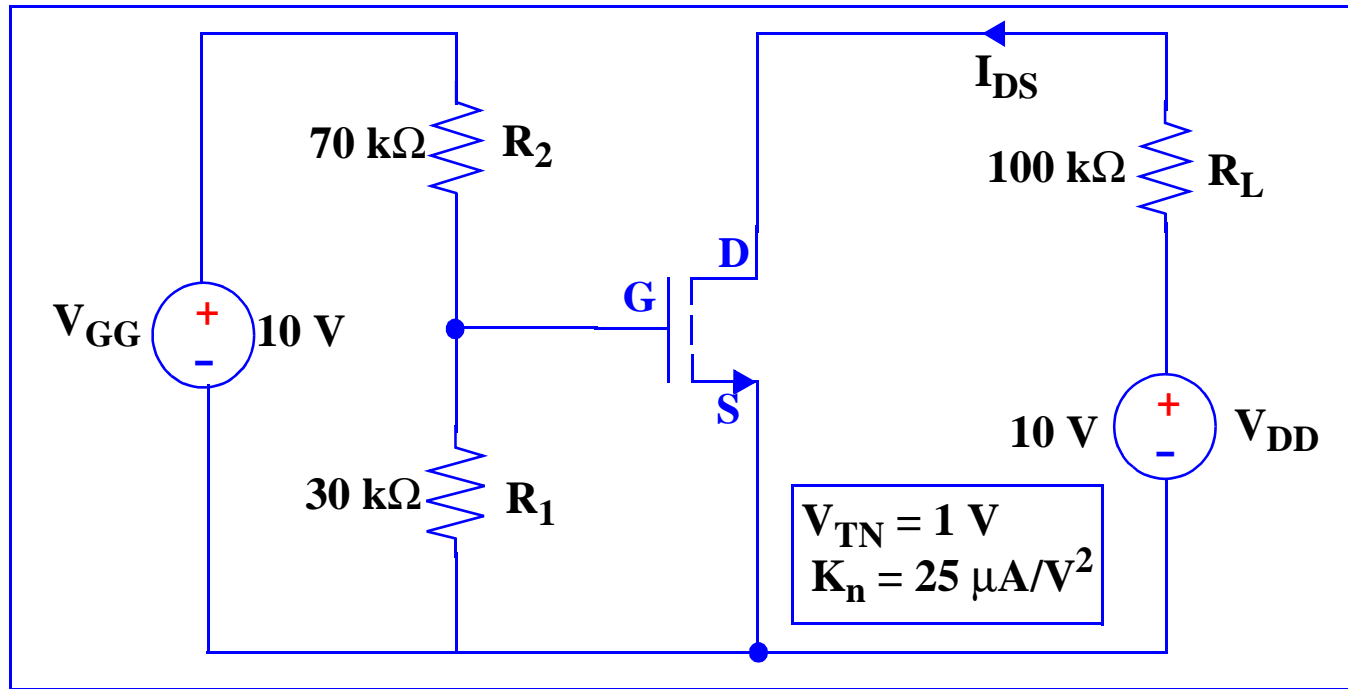 I_DS
70 kΩ R_2
100 kΩ R_L
D
G
V_GG + - 10 V
S
10 V + - V_DD
30 kΩ R_1
V_TN = 1 V
K_n = 25 μA/V^2